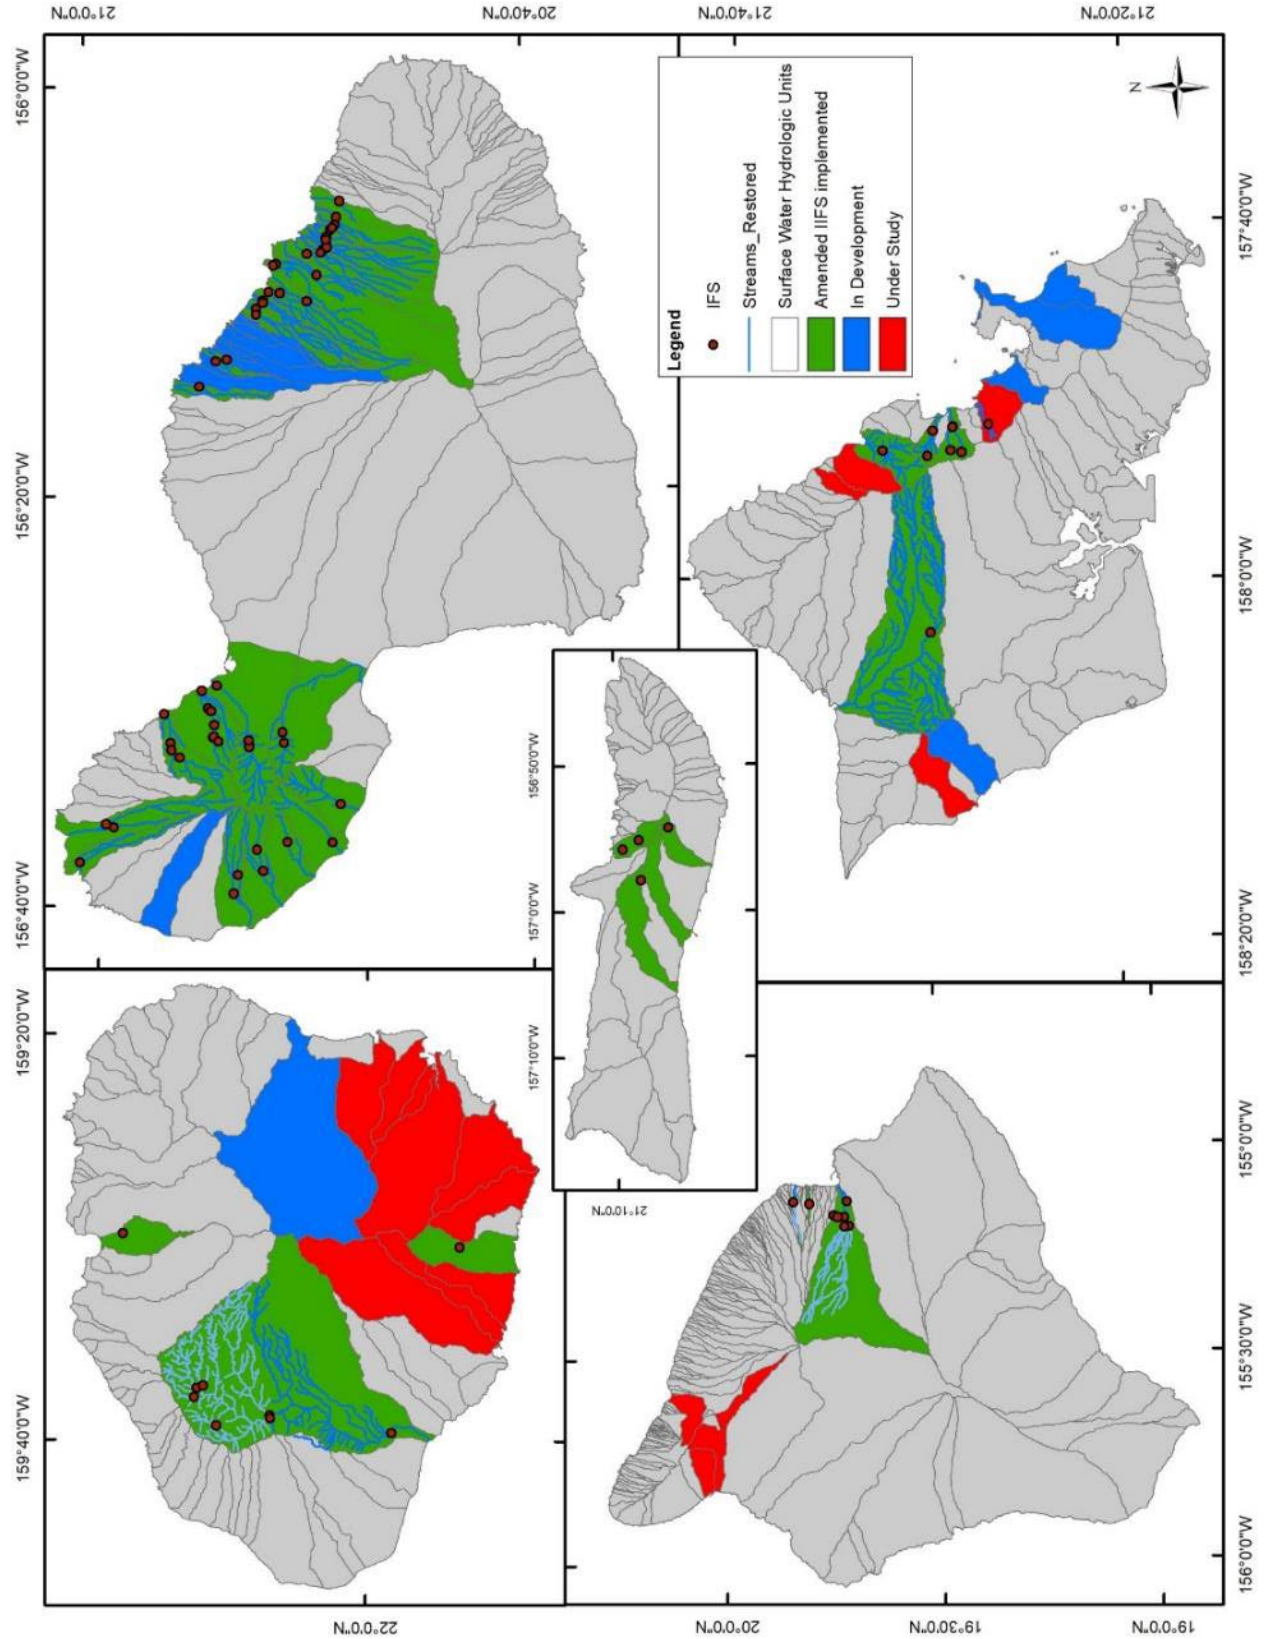 21°0'0"N
20°40'0"N
21°40'0"N
21°20'0"N
156°0'0"W
156°20'0"W
156°40'0"W
159°20'0"W
159°40'0"W
22°0'0"N
156°50'0"W
157°0'0"W
157°10'0"W
21°10'0"N
157°40'0"W
158°0'0"W
158°20'0"W
155°0'0"W
155°30'0"W
156°0'0"W
20°0'0"N
19°30'0"N
19°0'0"N
Legend
IFS
Streams_Restored
Surface Water Hydrologic Units
Amended IIFS implemented
In Development
Under Study
N